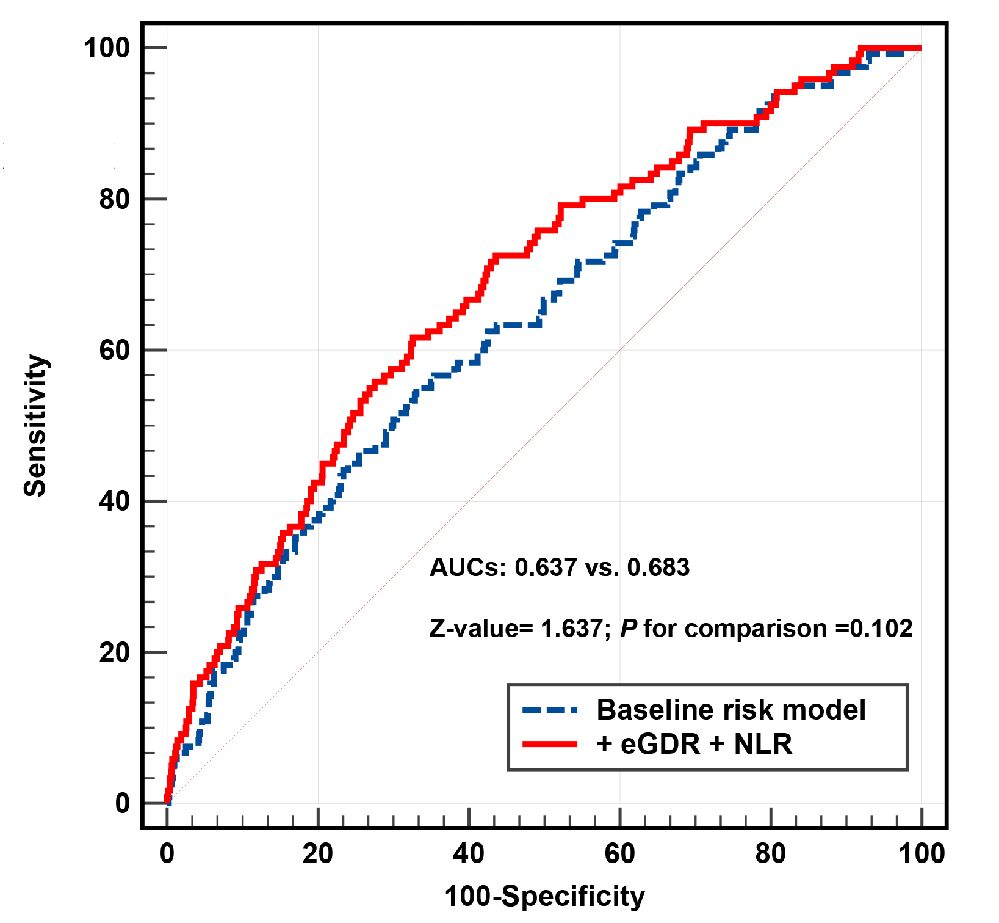 100
80
60
40
20
0
Sensitivity
AUCs: 0.637 vs. 0.683
Z-value= 1.637; P for comparison =0.102
Baseline risk model
+ eGDR + NLR
0 20 40 60 80 100
100-Specificity